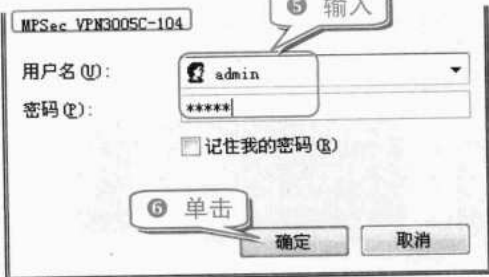 ❺ 输入
MPSec VPN3005C-104
用户名(U): admin
密码(P): *****
记住我的密码(R)
❻ 单击
确定 取消